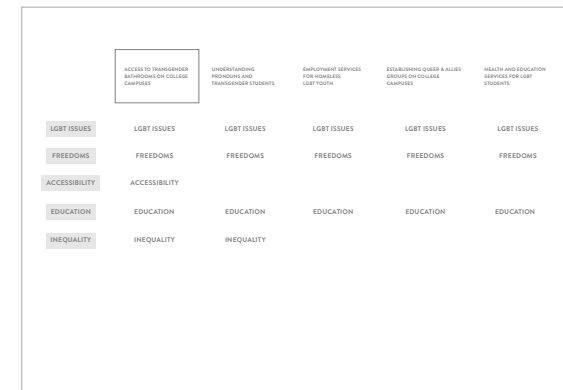 ACCESS TO TRANSGENDER
BATHROOMS ON COLLEGE
CAMPUSES
UNDERSTANDING
PRONOUNS AND
TRANSGENDER STUDENTS
EMPLOYMENT SERVICES
FOR HOMELESS
LGBT YOUTH
ESTABLISHING QUEER & ALLIES
GROUPS ON COLLEGE
CAMPUSES
HEALTH AND EDUCATION
SERVICES FOR LGBT
STUDENTS
LGBT ISSUES LGBT ISSUES LGBT ISSUES LGBT ISSUES LGBT ISSUES LGBT ISSUES
FREEDOMS FREEDOMS FREEDOMS FREEDOMS FREEDOMS FREEDOMS
ACCESSIBILITY ACCESSIBILITY
EDUCATION EDUCATION EDUCATION EDUCATION EDUCATION EDUCATION
INEQUALITY INEQUALITY INEQUALITY